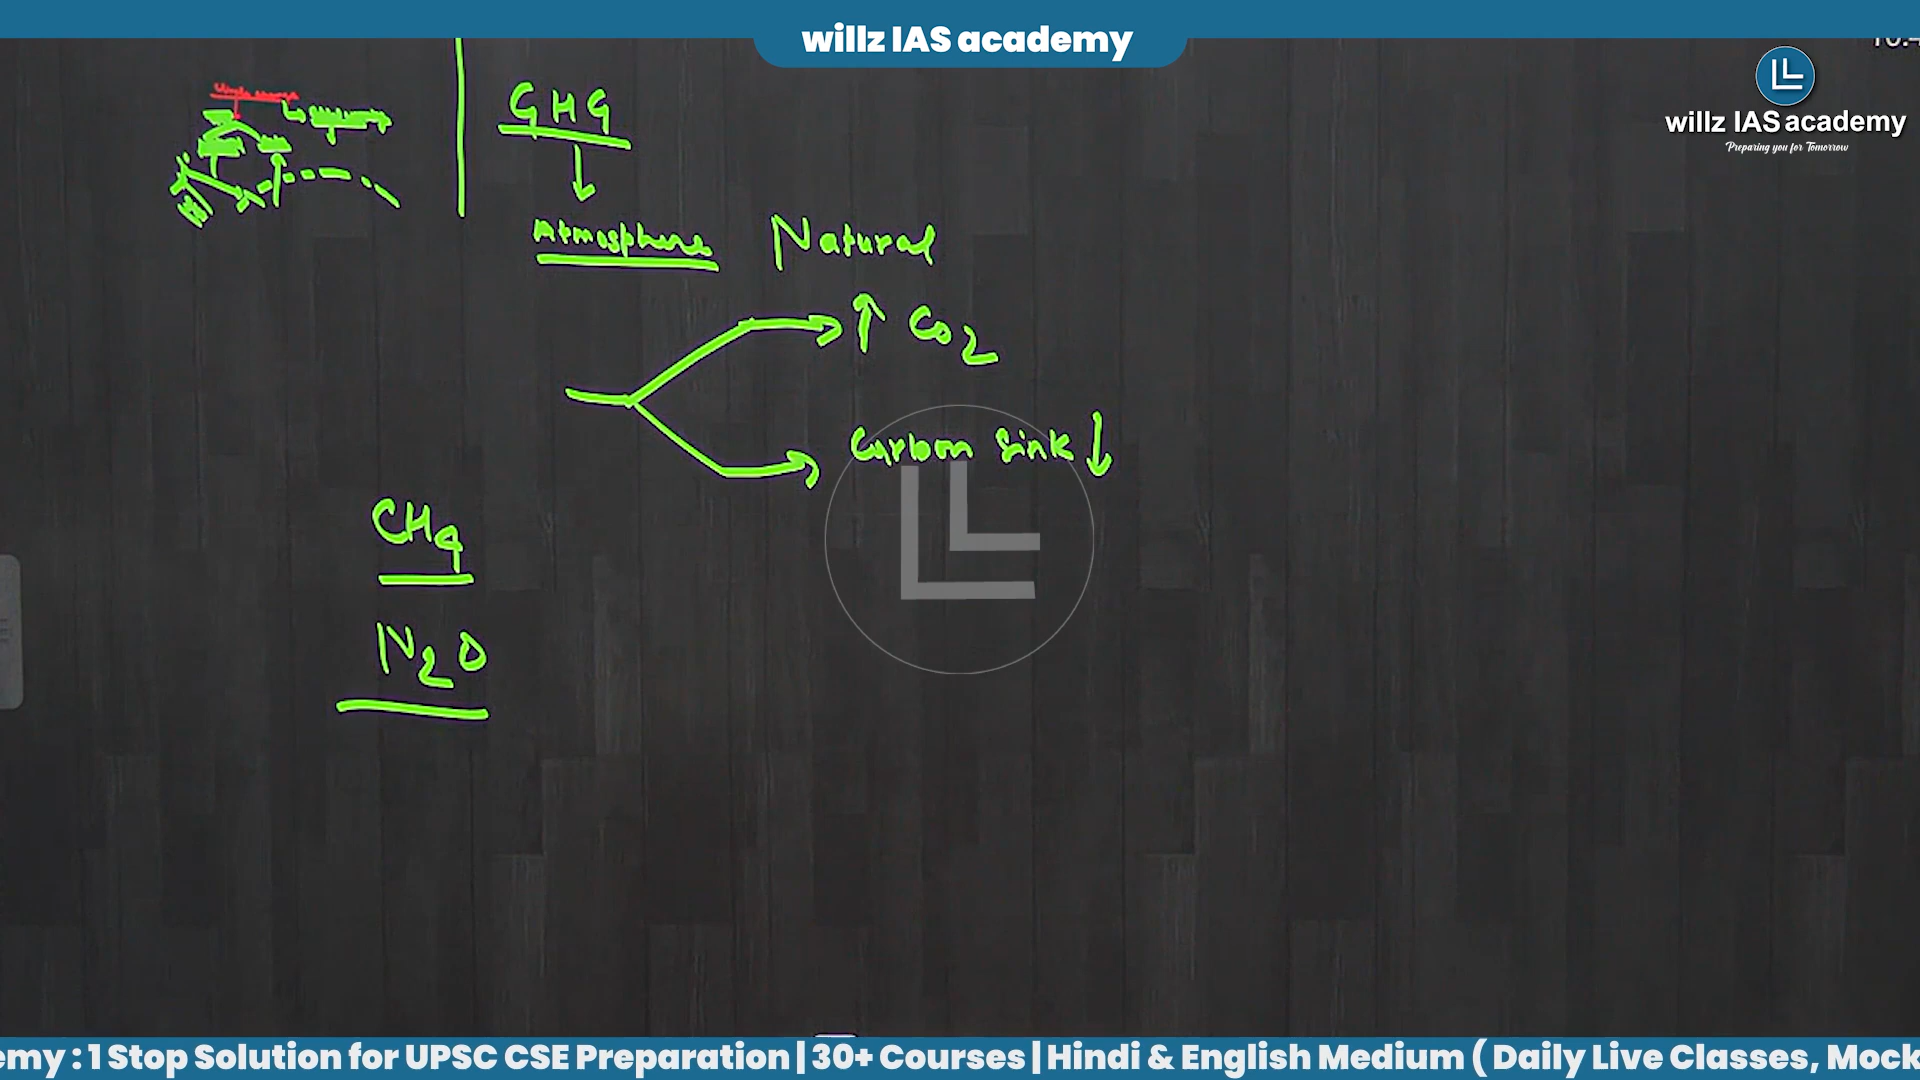 willz IAS academy
willz IAS academy
Preparing you for Tomorrow
GHG
Atmosphere Natural
↑ CO2
Carbon Sink ↓
CH4
N2O
emy : 1 Stop Solution for UPSC CSE Preparation | 30+ Courses | Hindi & English Medium ( Daily Live Classes, Mock